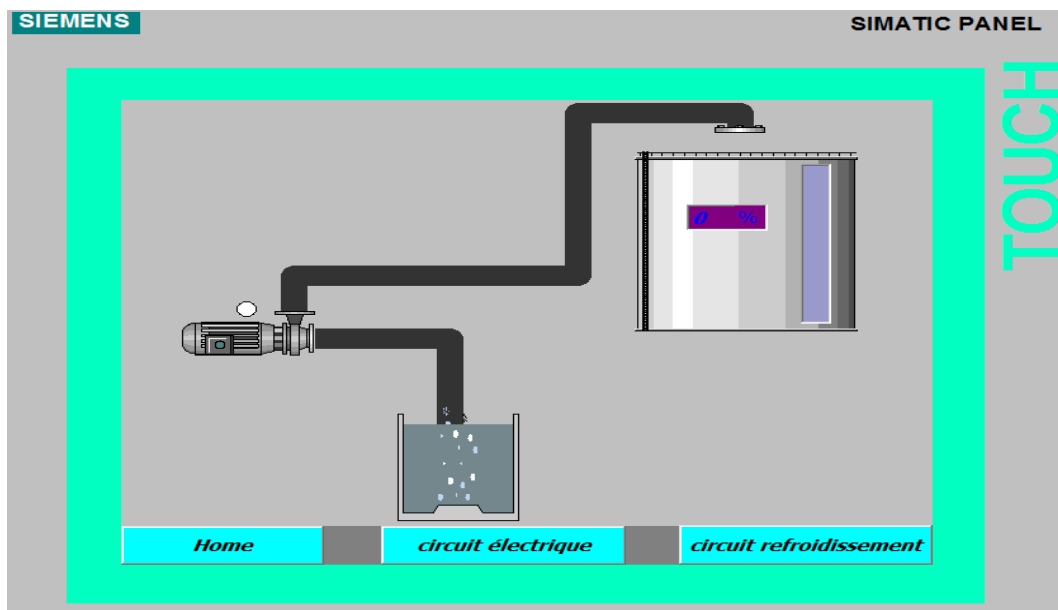 SIEMENS
SIMATIC PANEL
TOUCH
0 %
Home
circuit électrique
circuit refroidissement